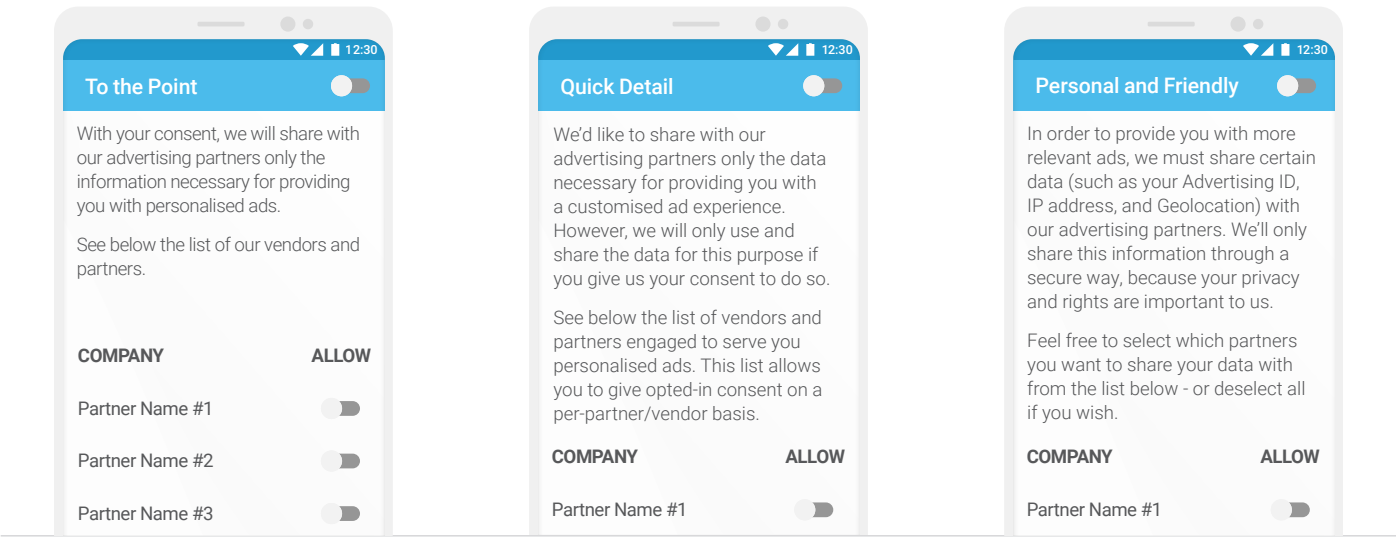 12:30
To the Point
With your consent, we will share with
our advertising partners only the
information necessary for providing
you with personalised ads.
See below the list of our vendors and
partners.
COMPANY ALLOW
Partner Name #1
Partner Name #2
Partner Name #3
12:30
Quick Detail
We’d like to share with our
advertising partners only the data
necessary for providing you with
a customised ad experience.
However, we will only use and
share the data for this purpose if
you give us your consent to do so.
See below the list of vendors and
partners engaged to serve you
personalised ads. This list allows
you to give opted-in consent on a
per-partner/vendor basis.
COMPANY ALLOW
Partner Name #1
12:30
Personal and Friendly
In order to provide you with more
relevant ads, we must share certain
data (such as your Advertising ID,
IP address, and Geolocation) with
our advertising partners. We’ll only
share this information through a
secure way, because your privacy
and rights are important to us.
Feel free to select which partners
you want to share your data with
from the list below - or deselect all
if you wish.
COMPANY ALLOW
Partner Name #1